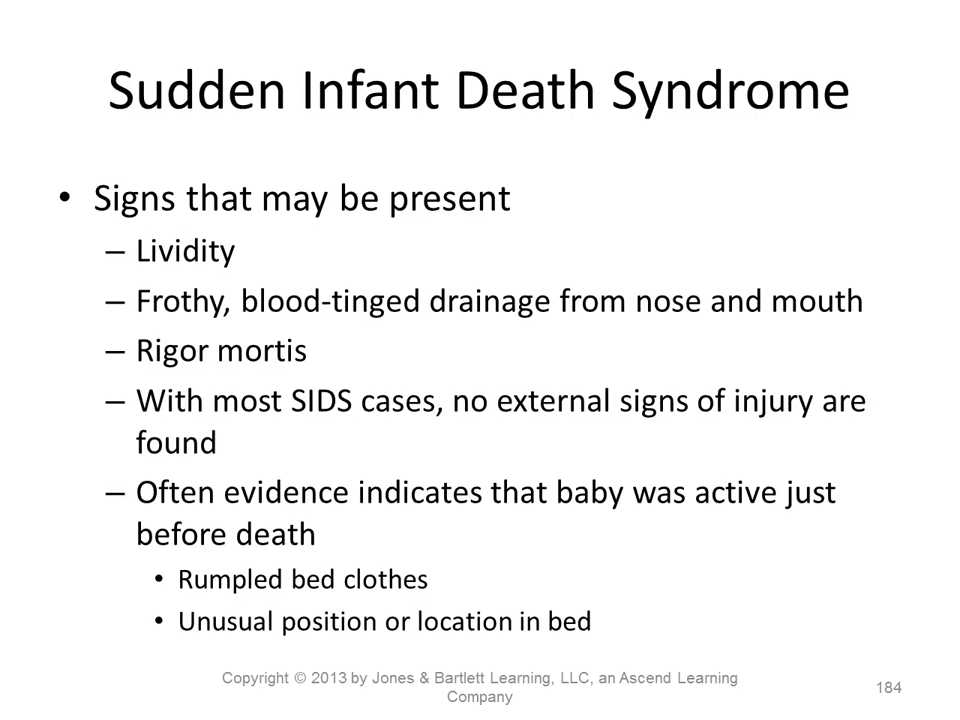 Sudden Infant Death Syndrome
• Signs that may be present
– Lividity
– Frothy, blood-tinged drainage from nose and mouth
– Rigor mortis
– With most SIDS cases, no external signs of injury are
found
– Often evidence indicates that baby was active just
before death
• Rumpled bed clothes
• Unusual position or location in bed
Copyright © 2013 by Jones & Bartlett Learning, LLC, an Ascend Learning
Company
184